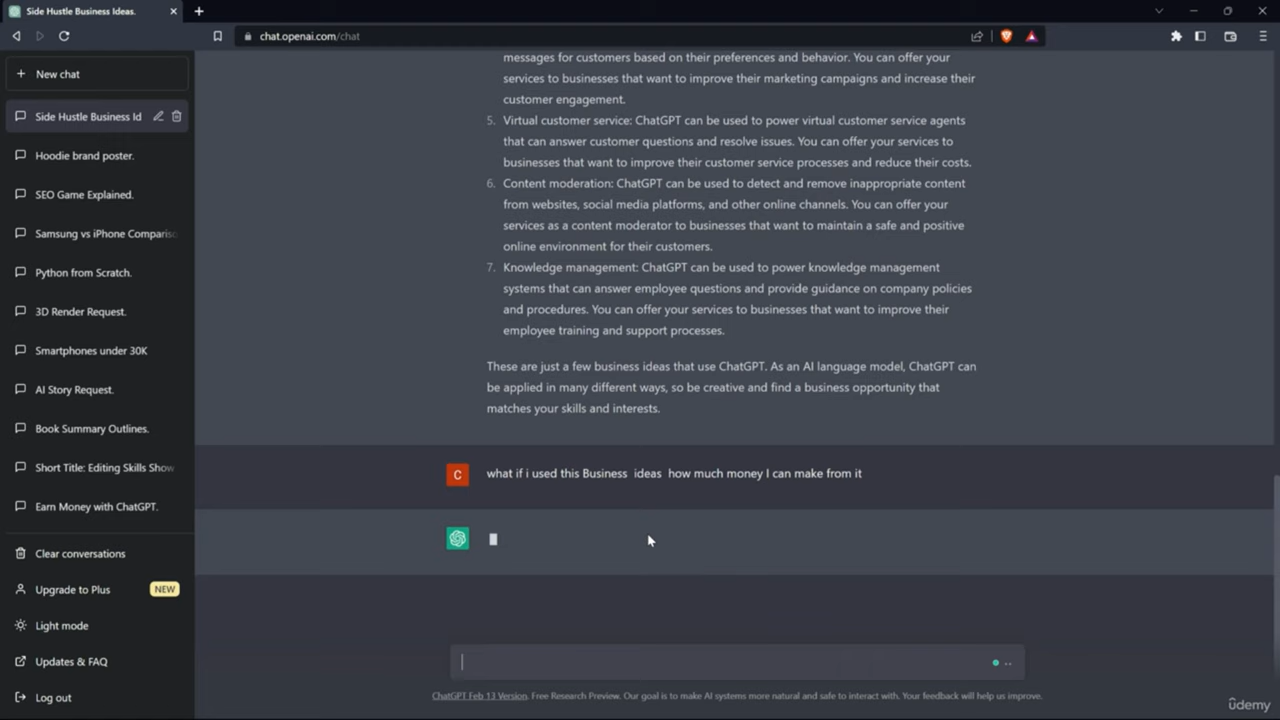 Side Hustle Business Ideas.
chat.openai.com/chat
New chat
Side Hustle Business Id
Hoodie brand poster.
SEO Game Explained.
Samsung vs iPhone Compariso
Python from Scratch.
3D Render Request.
Smartphones under 30K
AI Story Request.
Book Summary Outlines.
Short Title: Editing Skills Show
Earn Money with ChatGPT.
Clear conversations
Upgrade to Plus NEW
Light mode
Updates & FAQ
Log out
messages for customers based on their preferences and behavior. You can offer your
services to businesses that want to improve their marketing campaigns and increase their
customer engagement.
5. Virtual customer service: ChatGPT can be used to power virtual customer service agents
that can answer customer questions and resolve issues. You can offer your services to
businesses that want to improve their customer service processes and reduce their costs.
6. Content moderation: ChatGPT can be used to detect and remove inappropriate content
from websites, social media platforms, and other online channels. You can offer your
services as a content moderator to businesses that want to maintain a safe and positive
online environment for their customers.
7. Knowledge management: ChatGPT can be used to power knowledge management
systems that can answer employee questions and provide guidance on company policies
and procedures. You can offer your services to businesses that want to improve their
employee training and support processes.
These are just a few business ideas that use ChatGPT. As an AI language model, ChatGPT can
be applied in many different ways, so be creative and find a business opportunity that
matches your skills and interests.
C what if i used this Business ideas how much money I can make from it
ChatGPT Feb 13 Version. Free Research Preview. Our goal is to make AI systems more natural and safe to interact with. Your feedback will help us improve.
ûdemy